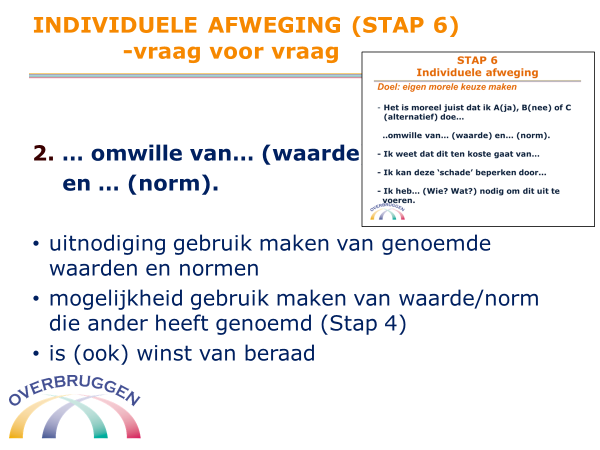 INDIVIDUELE AFWEGING (STAP 6)
-vraag voor vraag
STAP 6
Individuele afweging
Doel: eigen morele keuze maken
- Het is moreel juist dat ik A(ja), B(nee) of C
(alternatief) doe…
..omwille van… (waarde) en… (norm).
- Ik weet dat dit ten koste gaat van…
- Ik kan deze ‘schade’ beperken door…
- Ik heb… (Wie? Wat?) nodig om dit uit te
voeren.
OVERBRUGGEN
2. … omwille van… (waarde
en … (norm).
• uitnodiging gebruik maken van genoemde
waarden en normen
• mogelijkheid gebruik maken van waarde/norm
die ander heeft genoemd (Stap 4)
• is (ook) winst van beraad
OVERBRUGGEN